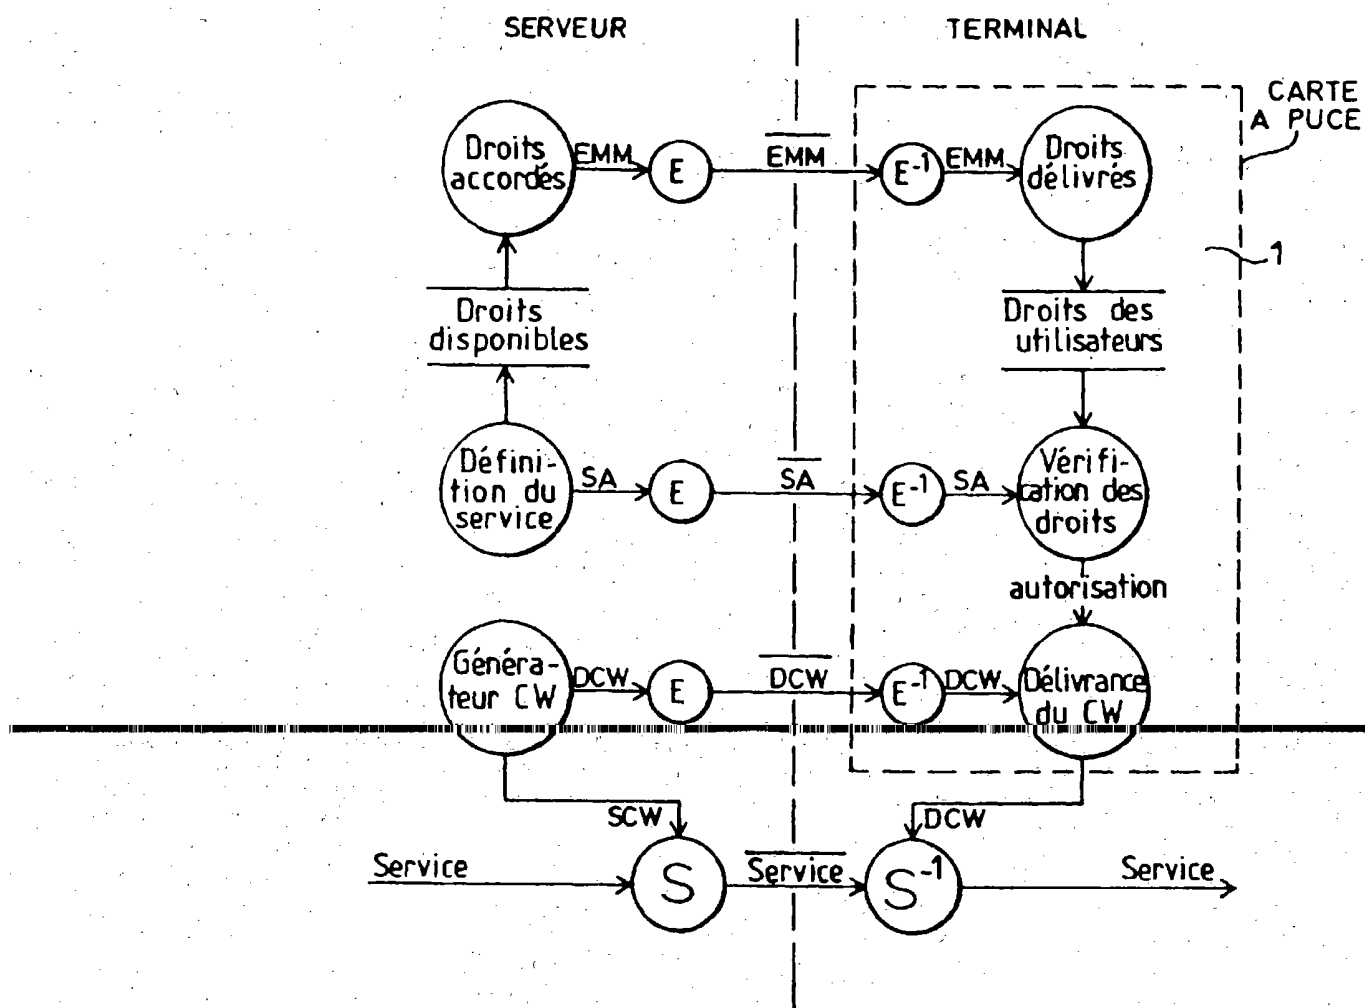 SERVEUR
TERMINAL
CARTE
A PUCE
Droits
accordés
EMM
E
EMM
E-1
EMM
Droits
délivrés
1
Droits
disponibles
Droits des
utilisateurs
Défini-
tion du
service
SA
E
SA
E-1
SA
Vérifi-
cation des
droits
autorisation
Généra-
teur CW
DCW
E
DCW
E-1
DCW
Délivrance
du CW
SCW
DCW
Service
S
Service
S-1
Service